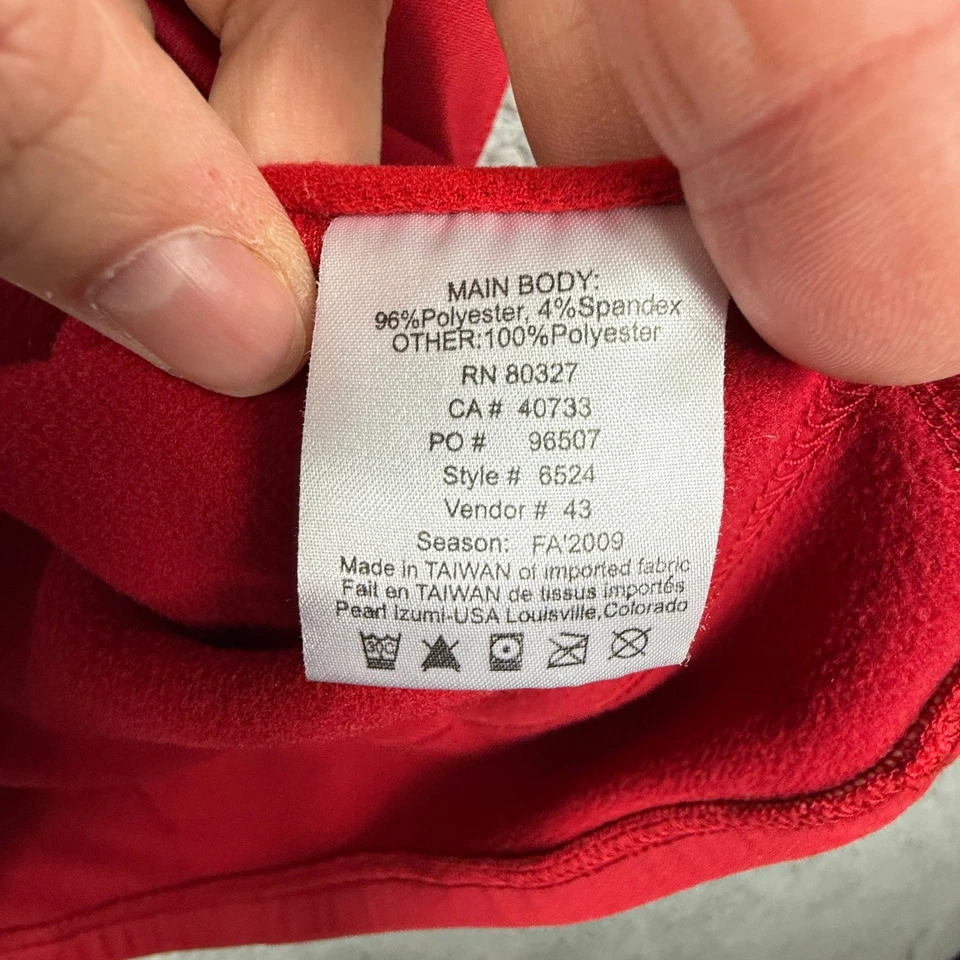 MAIN BODY:
96%Polyester, 4%Spandex
OTHER:100%Polyester
RN 80327
CA # 40733
PO # 96507
Style # 6524
Vendor # 43
Season: FA'2009
Made in TAIWAN of imported fabric
Fait en TAIWAN de tissus importés
Pearl Izumi-USA Louisville,Colorado
30C